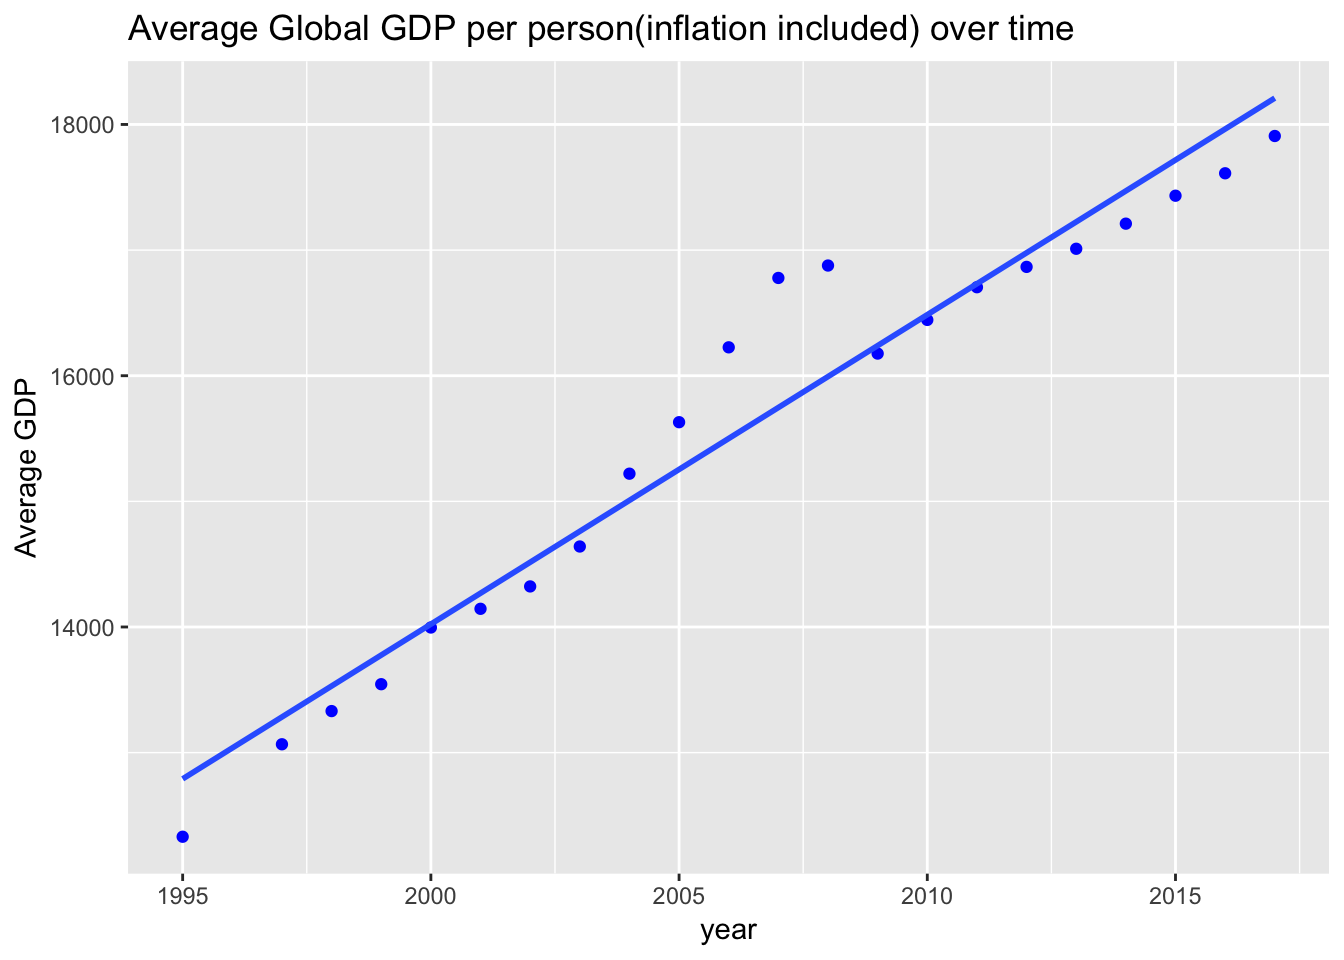 Average Global GDP per person(inflation included) over time
18000
16000
14000
Average GDP
1995 2000 2005 2010 2015
year